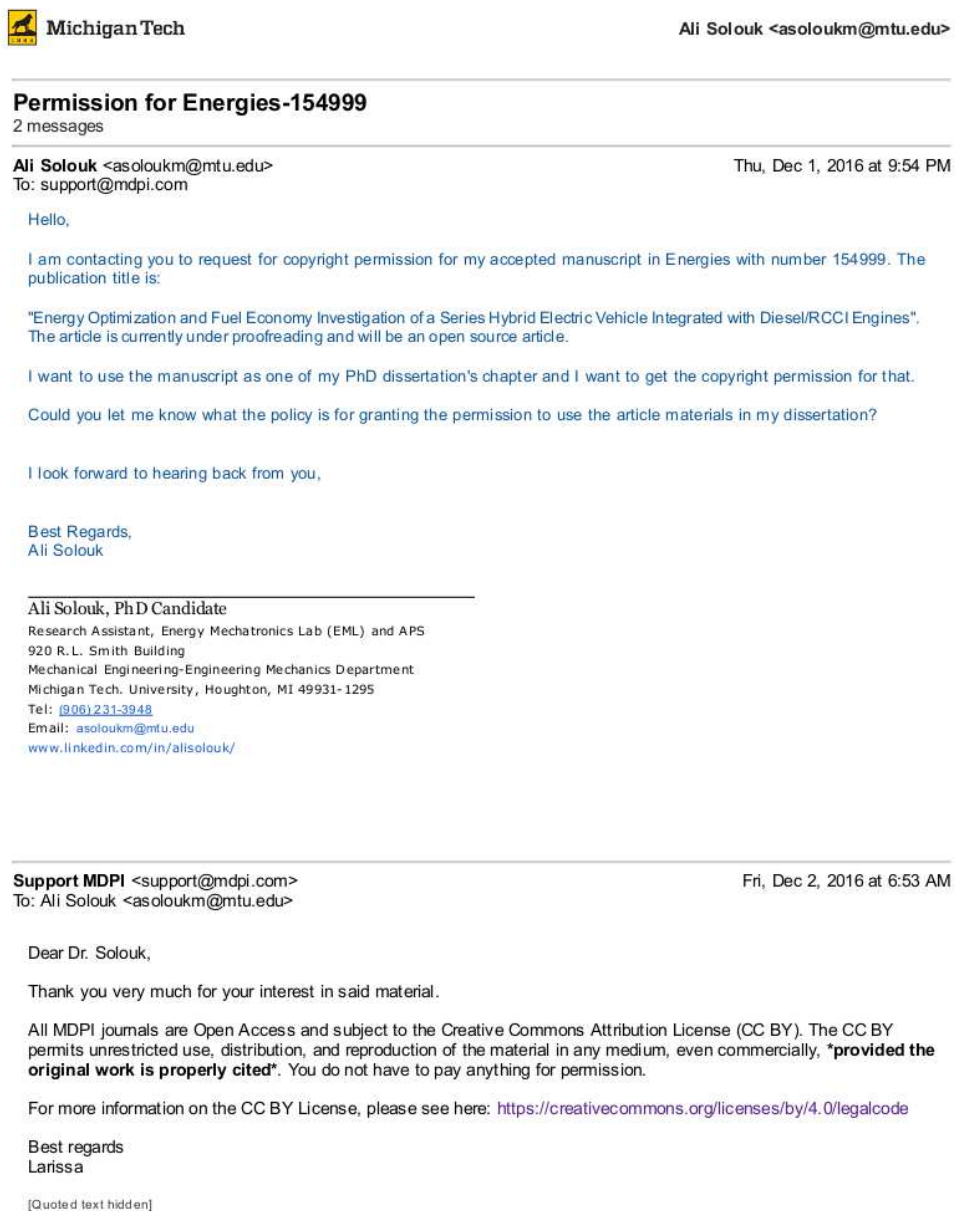 Michigan Tech
Ali Solouk <asoloukm@mtu.edu>
Permission for Energies-154999
2 messages
Ali Solouk <asoloukm@mtu.edu>
Thu, Dec 1, 2016 at 9:54 PM
To: support@mdpi.com
Hello,
I am contacting you to request for copyright permission for my accepted manuscript in Energies with number 154999. The
publication title is:
"Energy Optimization and Fuel Economy Investigation of a Series Hybrid Electric Vehicle Integrated with Diesel/RCCI Engines".
The article is currently under proofreading and will be an open source article.
I want to use the manuscript as one of my PhD dissertation's chapter and I want to get the copyright permission for that.
Could you let me know what the policy is for granting the permission to use the article materials in my dissertation?
I look forward to hearing back from you,
Best Regards,
Ali Solouk
Ali Solouk, PhD Candidate
Research Assistant, Energy Mechatronics Lab (EML) and APS
920 R.L. Smith Building
Mechanical Engineering-Engineering Mechanics Department
Michigan Tech. University, Houghton, MI 49931-1295
Tel: (906) 231-3948
Email: asoloukm@mtu.edu
www.linkedin.com/in/alisolouk/
Support MDPI <support@mdpi.com>
Fri, Dec 2, 2016 at 6:53 AM
To: Ali Solouk <asoloukm@mtu.edu>
Dear Dr. Solouk,
Thank you very much for your interest in said material.
All MDPI journals are Open Access and subject to the Creative Commons Attribution License (CC BY). The CC BY
permits unrestricted use, distribution, and reproduction of the material in any medium, even commercially, *provided the
original work is properly cited*. You do not have to pay anything for permission.
For more information on the CC BY License, please see here: https://creativecommons.org/licenses/by/4.0/legalcode
Best regards
Larissa
[Quoted text hidden]